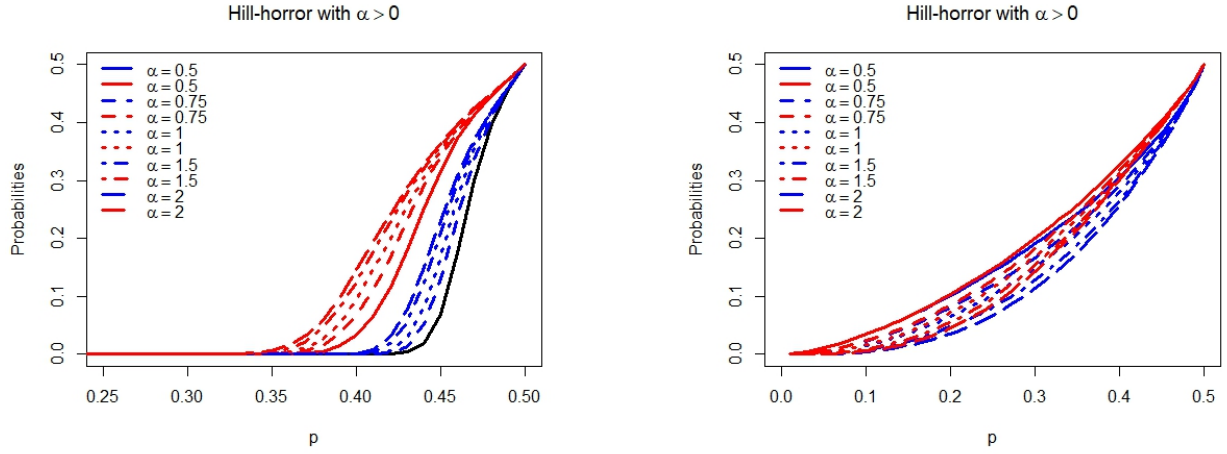 Hill-horror with α > 0
Probabilities
0.5
0.4
0.3
0.2
0.1
0.0
α = 0.5
α = 0.5
α = 0.75
α = 0.75
α = 1
α = 1
α = 1.5
α = 1.5
α = 2
α = 2
0.25
0.30
0.35
0.40
0.45
0.50
p
Hill-horror with α > 0
Probabilities
0.5
0.4
0.3
0.2
0.1
0.0
α = 0.5
α = 0.5
α = 0.75
α = 0.75
α = 1
α = 1
α = 1.5
α = 1.5
α = 2
α = 2
0.0
0.1
0.2
0.3
0.4
0.5
p